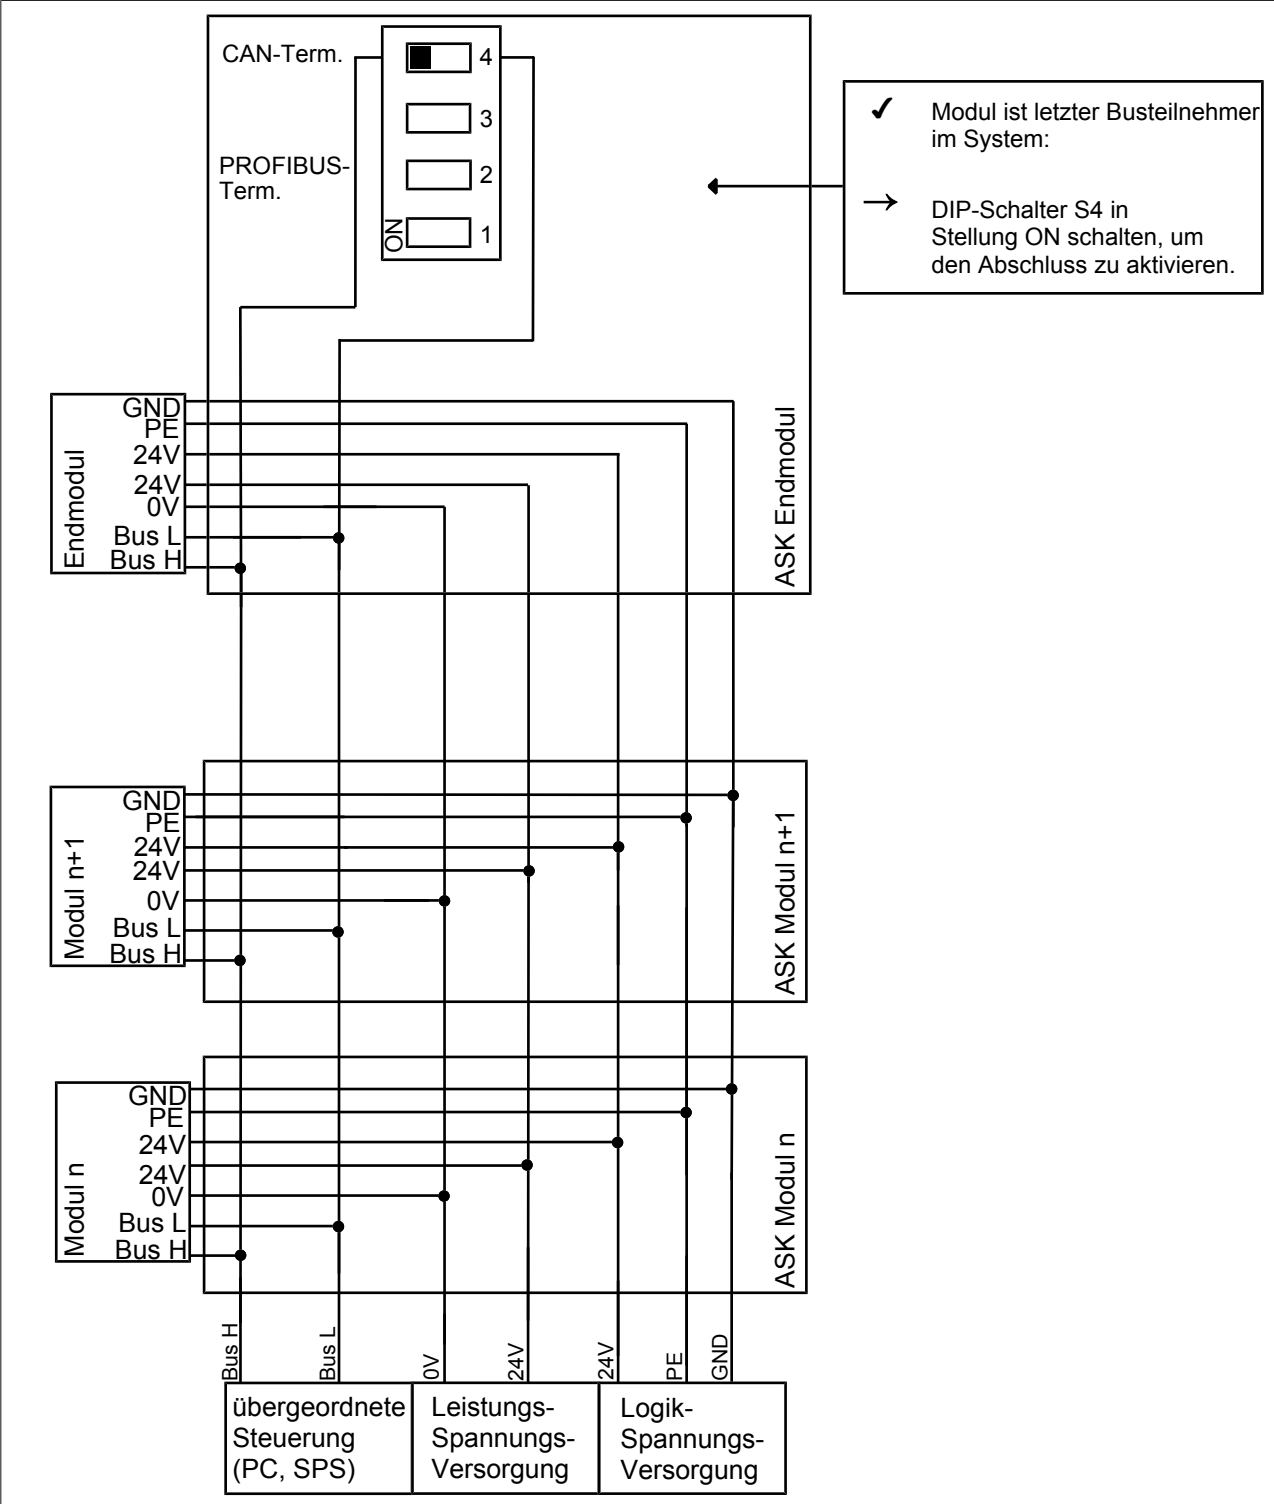 CAN-Term.
4
3
PROFIBUS-
Term.
2
ON
1
✓ Modul ist letzter Busteilnehmer
im System:
→ DIP-Schalter S4 in
Stellung ON schalten, um
den Abschluss zu aktivieren.
Endmodul
GND
PE
24V
24V
0V
Bus L
Bus H
ASK Endmodul
Modul n+1
GND
PE
24V
24V
0V
Bus L
Bus H
ASK Modul n+1
Modul n
GND
PE
24V
24V
0V
Bus L
Bus H
ASK Modul n
Bus H
Bus L
0V
24V
24V
PE
GND
übergeordnete
Steuerung
(PC, SPS)
Leistungs-
Spannungs-
Versorgung
Logik-
Spannungs-
Versorgung